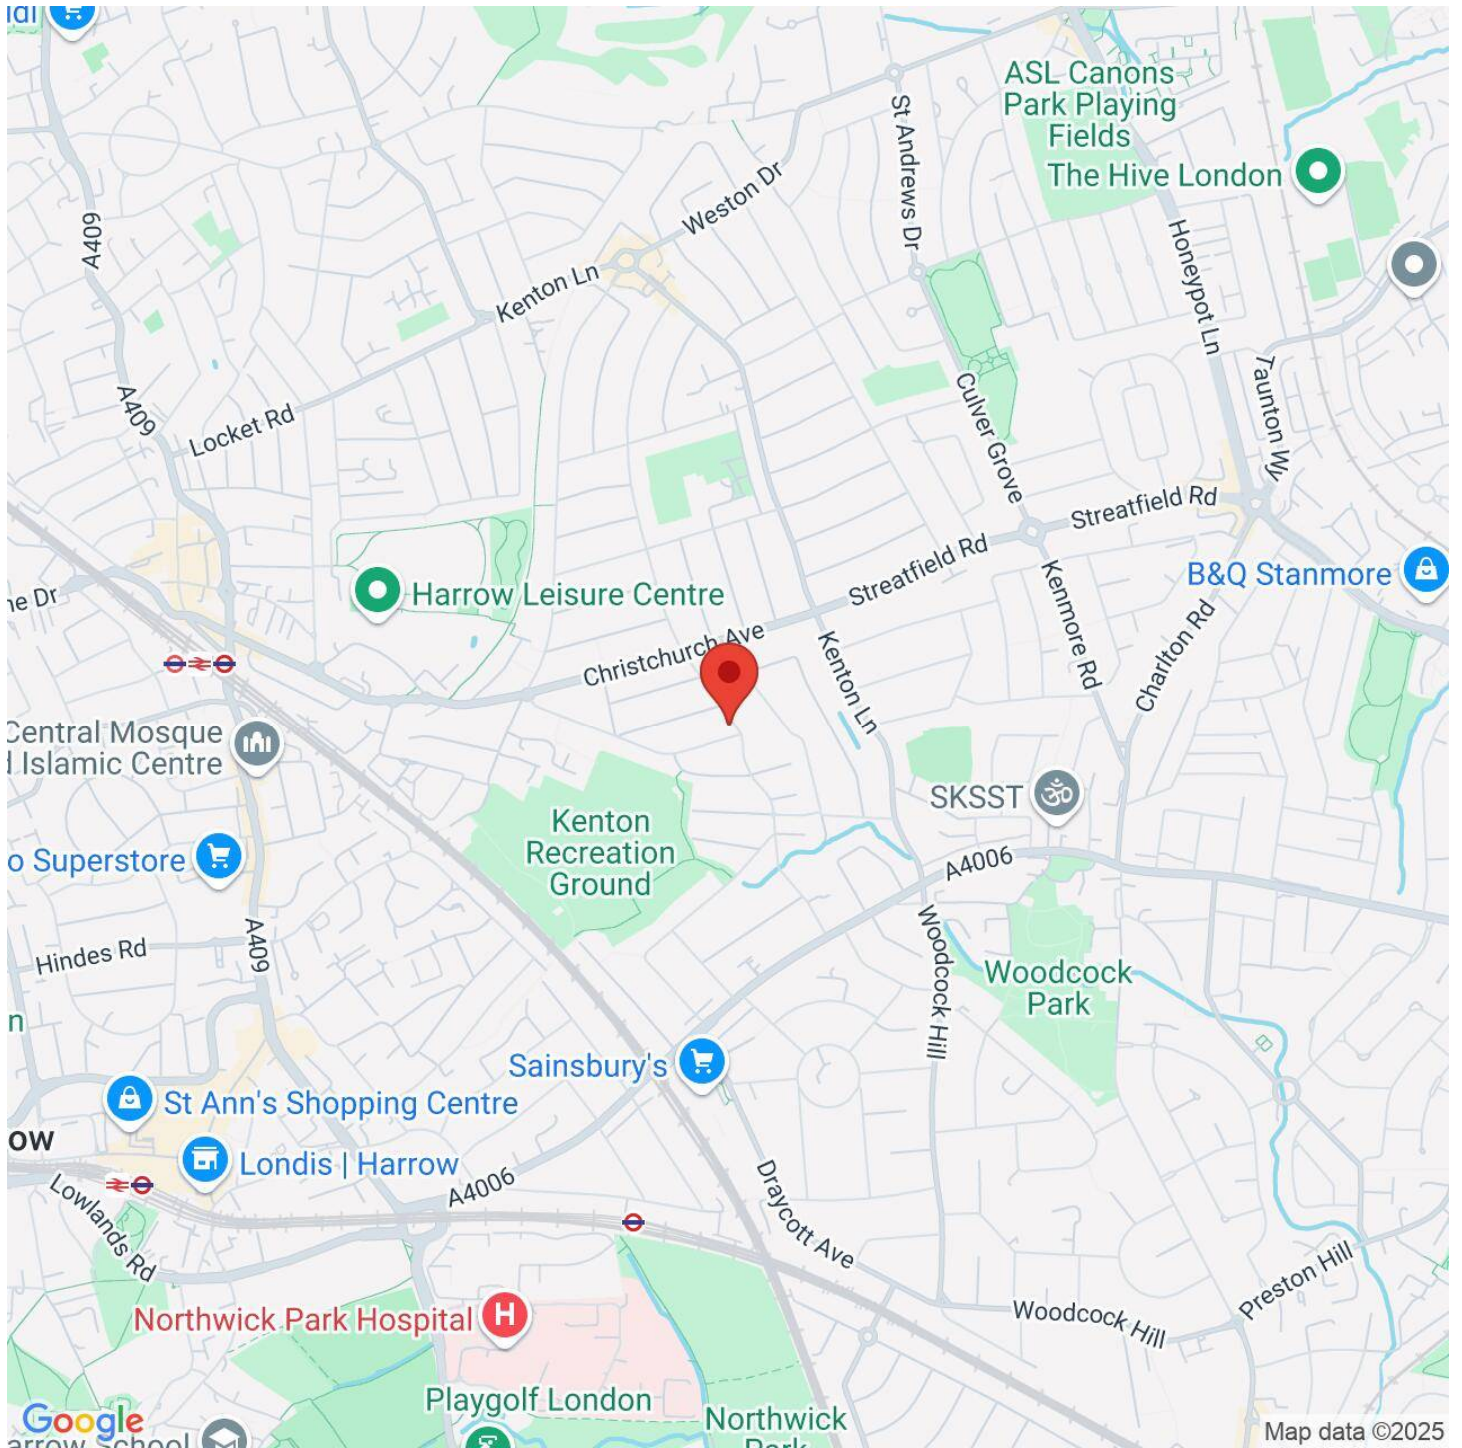 ASL Canons
Park Playing
Fields
The Hive London
St Andrews Dr
Weston Dr
A409
Honeypot Ln
Kenton Ln
Taunton Wy
A409
Culver Grove
Locket Rd
Streatfield Rd
Streatfield Rd
B&Q Stanmore
Kenmore Rd
Harrow Leisure Centre
Christchurch Ave
Kenton Ln
Charlton Rd
Central Mosque
Islamic Centre
SKSST
Kenton
Recreation
Ground
Superstore
A4006
Hindes Rd
A409
Woodcock Hill
Woodcock
Park
Sainsbury's
St Ann's Shopping Centre
Londis | Harrow
A4006
Lowlands Rd
Draycott Ave
Preston Hill
Woodcock Hill
Northwick Park Hospital
H
Playgolf London
Northwick
Park
Google
Map data ©2025